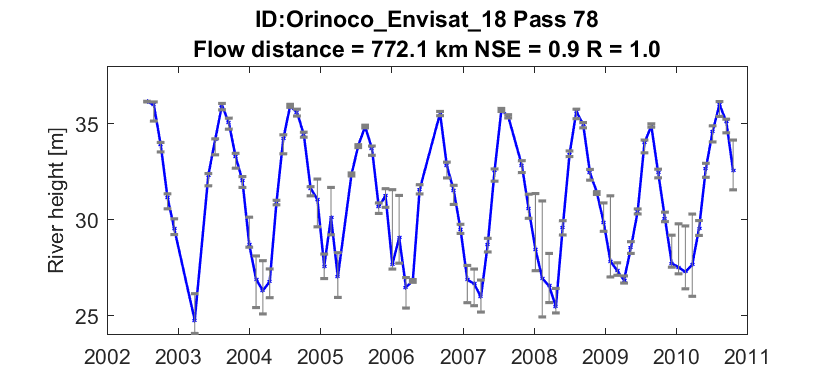 ID:Orinoco_Envisat_18 Pass 78
Flow distance = 772.1 km NSE = 0.9 R = 1.0
River height [m]
35
30
25
2002 2003 2004 2005 2006 2007 2008 2009 2010 2011